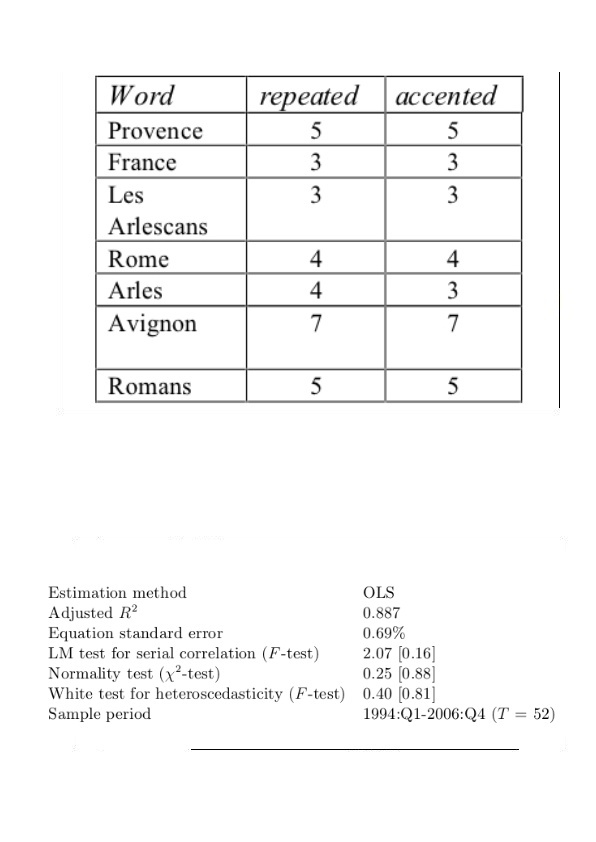 Word repeated accented
Provence 5 5
France 3 3
Les 3 3
Arlescans
Rome 4 4
Arles 4 3
Avignon 7 7
Romans 5 5
Estimation method OLS
Adjusted R² 0.887
Equation standard error 0.69%
LM test for serial correlation (F-test) 2.07 [0.16]
Normality test (χ²-test) 0.25 [0.88]
White test for heteroscedasticity (F-test) 0.40 [0.81]
Sample period 1994:Q1-2006:Q4 (T = 52)